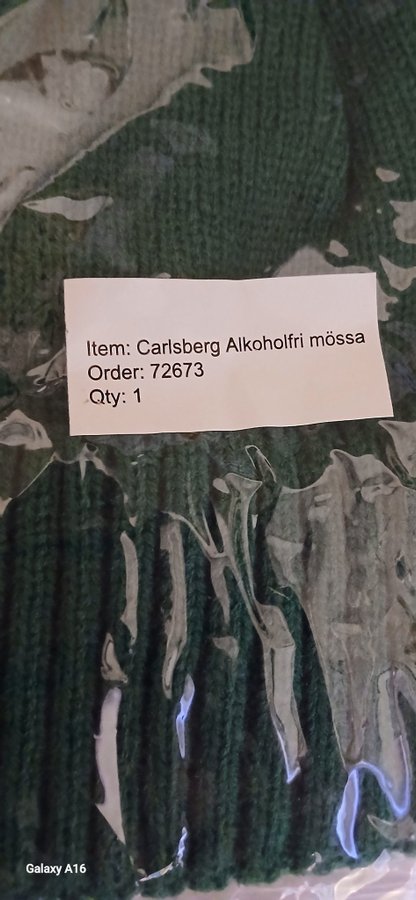 Item: Carlsberg Alkoholfri mössa
Order: 72673
Qty: 1
Galaxy A16